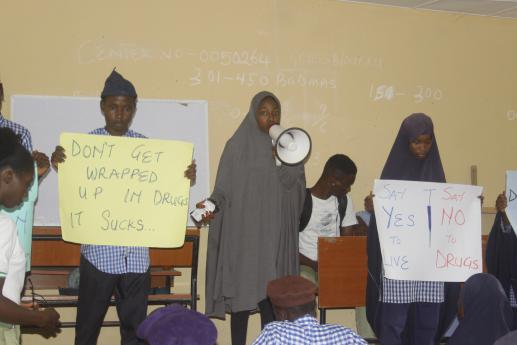 CENTER NO-0050264
301-450 BADMAS
150-300
DON'T GET
WRAPPED
UP IN DRUGS
IT SUCKS...
SAY
YES
TO
LIVE
SAY
NO
TO
DRUGS